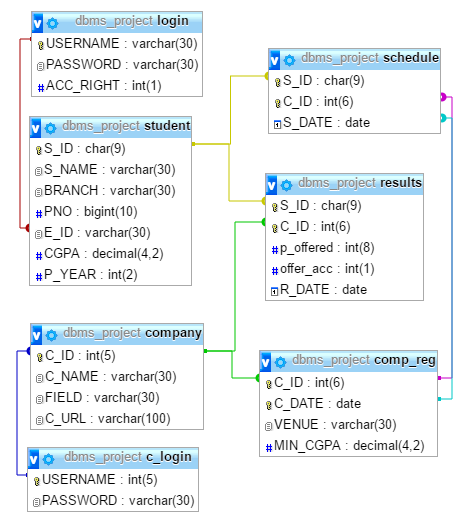 dbms_project login
USERNAME : varchar(30)
PASSWORD : varchar(30)
ACC_RIGHT : int(1)
dbms_project student
S_ID : char(9)
S_NAME : varchar(30)
BRANCH : varchar(30)
PNO : bigint(10)
E_ID : varchar(30)
CGPA : decimal(4,2)
P_YEAR : int(2)
dbms_project company
C_ID : int(5)
C_NAME : varchar(30)
FIELD : varchar(30)
C_URL : varchar(100)
dbms_project c_login
USERNAME : int(5)
PASSWORD : varchar(30)
dbms_project schedule
S_ID : char(9)
C_ID : int(6)
S_DATE : date
dbms_project results
S_ID : char(9)
C_ID : int(6)
p_offered : int(8)
offer_acc : int(1)
R_DATE : date
dbms_project comp_reg
C_ID : int(6)
C_DATE : date
VENUE : varchar(30)
MIN_CGPA : decimal(4,2)